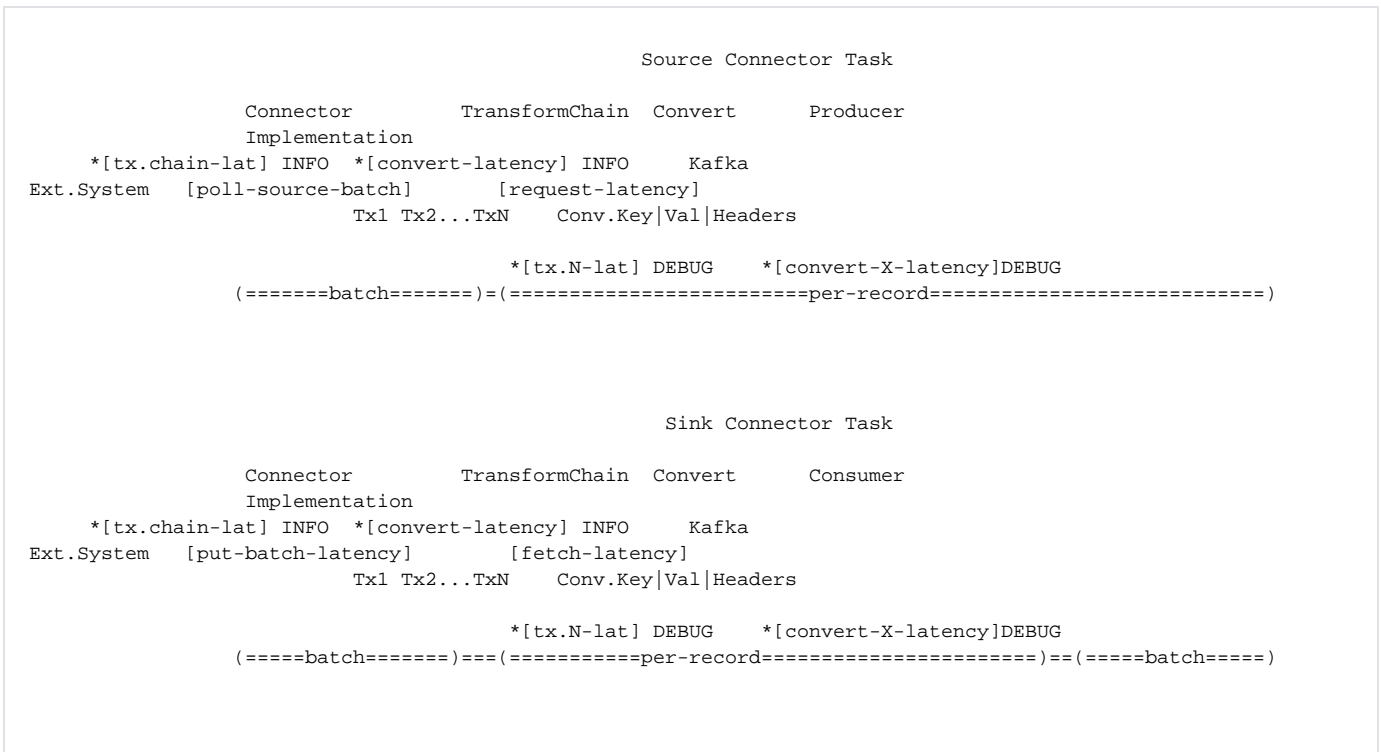 Source Connector Task
Connector TransformChain Convert Producer
Implementation
*[tx.chain-lat] INFO *[convert-latency] INFO Kafka
Ext.System [poll-source-batch] [request-latency]
Tx1 Tx2...TxN Conv.Key|Val|Headers
*[tx.N-lat] DEBUG *[convert-X-latency]DEBUG
(=======batch=======)=(=========================per-record============================)
Sink Connector Task
Connector TransformChain Convert Consumer
Implementation
*[tx.chain-lat] INFO *[convert-latency] INFO Kafka
Ext.System [put-batch-latency] [fetch-latency]
Tx1 Tx2...TxN Conv.Key|Val|Headers
*[tx.N-lat] DEBUG *[convert-X-latency]DEBUG
(=====batch=======)===(===========per-record=======================)==(=====batch=====)